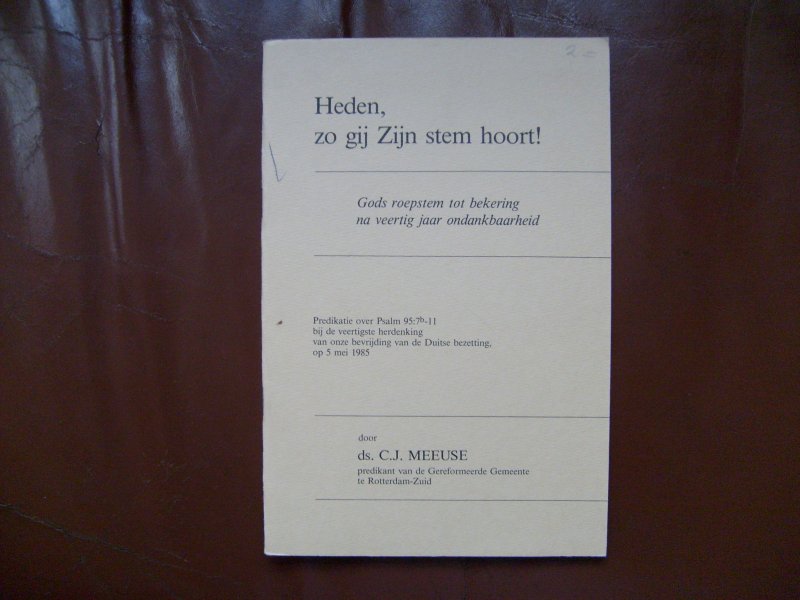 2 =
Heden,
zo gij Zijn stem hoort!
Gods roepstem tot bekering
na veertig jaar ondankbaarheid
Predikatie over Psalm 95:7b-11
bij de veertigste herdenking
van onze bevrijding van de Duitse bezetting,
op 5 mei 1985
door
ds. C.J. MEEUSE
predikant van de Gereformeerde Gemeente
te Rotterdam-Zuid